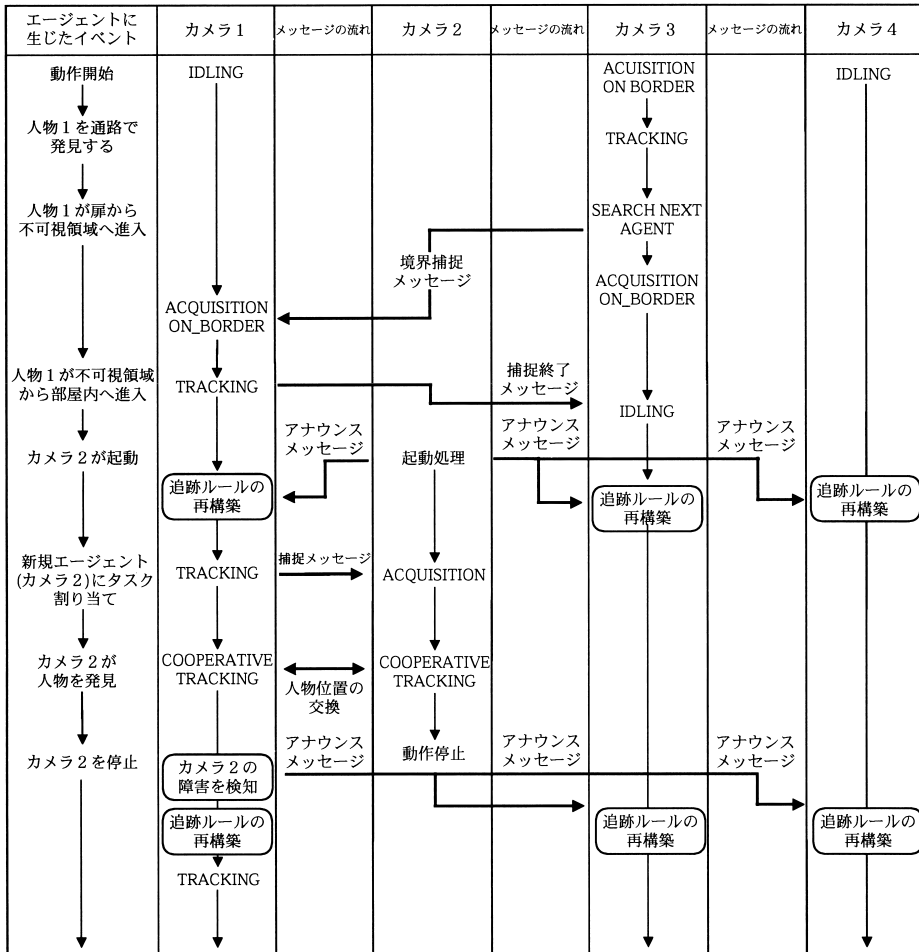 エージェントに
生じたイベント
カメラ1
メッセージの流れ
カメラ2
メッセージの流れ
カメラ3
メッセージの流れ
カメラ4
動作開始
IDLING
ACUISITION
ON BORDER
IDLING
人物1を通路で
発見する
TRACKING
人物1が扉から
不可視領域へ進入
SEARCH NEXT
AGENT
境界捕捉
メッセージ
ACQUISITION
ON_BORDER
ACQUISITION
ON_BORDER
人物1が不可視領域
から部屋内へ進入
TRACKING
捕捉終了
メッセージ
IDLING
カメラ2が起動
アナウンス
メッセージ
起動処理
アナウンス
メッセージ
アナウンス
メッセージ
追跡ルールの
再構築
追跡ルールの
再構築
追跡ルールの
再構築
新規エージェント
(カメラ2)にタスク
割り当て
TRACKING
捕捉メッセージ
ACQUISITION
カメラ2が
人物を発見
COOPERATIVE
TRACKING
人物位置の
交換
COOPERATIVE
TRACKING
カメラ2を停止
カメラ2の
障害を検知
アナウンス
メッセージ
動作停止
アナウンス
メッセージ
アナウンス
メッセージ
追跡ルールの
再構築
追跡ルールの
再構築
追跡ルールの
再構築
TRACKING